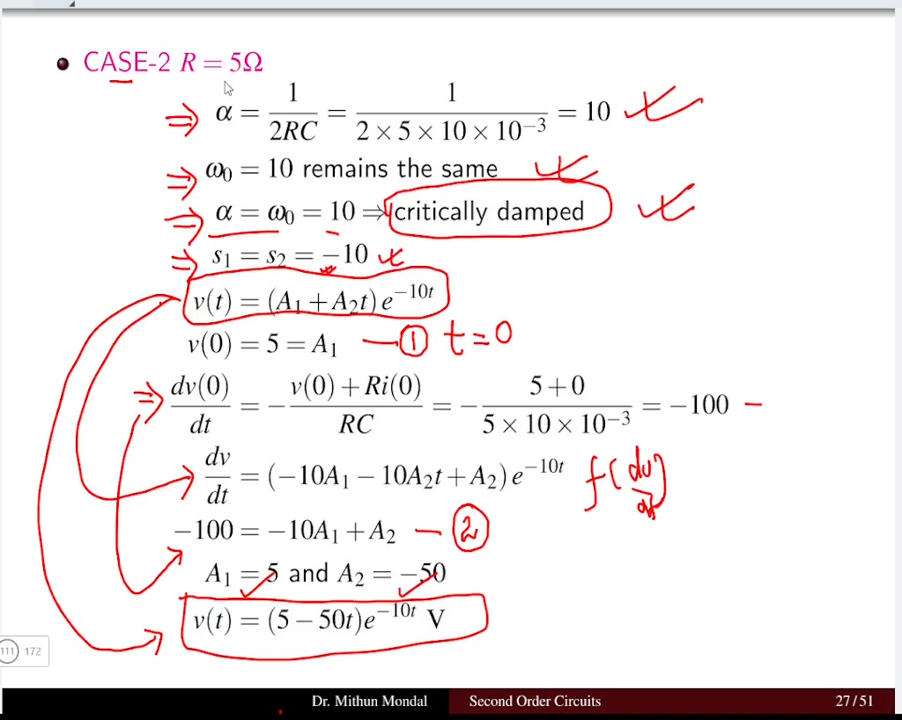 CASE-2 R = 5Ω
⇒ α = 1/2RC = 1/(2 × 5 × 10 × 10⁻³) = 10
⇒ ω₀ = 10 remains the same
⇒ α = ω₀ = 10 ⇒ critically damped
⇒ s₁ = s₂ = −10
v(t) = (A₁ + A₂t) e⁻¹⁰ᵗ
v(0) = 5 = A₁ — ① t=0
⇒ dv(0)/dt = − (v(0) + Ri(0))/RC = − (5+0)/(5 × 10 × 10⁻³) = −100 –
dv/dt = (−10A₁ − 10A₂t + A₂) e⁻¹⁰ᵗ f(dv/dt)
−100 = −10A₁ + A₂ — ②
A₁ = 5 and A₂ = −50
v(t) = (5 − 50t)e⁻¹⁰ᵗ V
111 172
Dr. Mithun Mondal Second Order Circuits 27/51